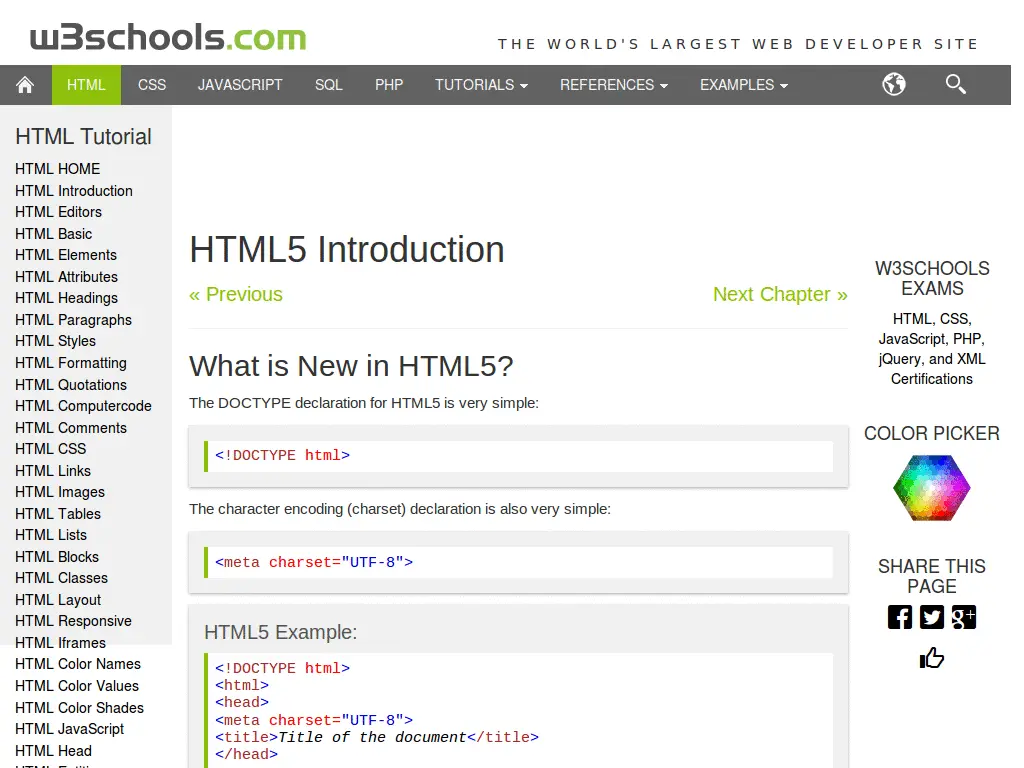 w3schools.com
THE WORLD'S LARGEST WEB DEVELOPER SITE
HTML CSS JAVASCRIPT SQL PHP TUTORIALS REFERENCES EXAMPLES
HTML Tutorial
HTML HOME
HTML Introduction
HTML Editors
HTML Basic
HTML Elements
HTML Attributes
HTML Headings
HTML Paragraphs
HTML Styles
HTML Formatting
HTML Quotations
HTML Computercode
HTML Comments
HTML CSS
HTML Links
HTML Images
HTML Tables
HTML Lists
HTML Blocks
HTML Classes
HTML Layout
HTML Responsive
HTML Iframes
HTML Color Names
HTML Color Values
HTML Color Shades
HTML JavaScript
HTML Head
HTML5 Introduction
« Previous
Next Chapter »
What is New in HTML5?
The DOCTYPE declaration for HTML5 is very simple:
<!DOCTYPE html>
The character encoding (charset) declaration is also very simple:
<meta charset="UTF-8">
HTML5 Example:
<!DOCTYPE html>
<html>
<head>
<meta charset="UTF-8">
<title>Title of the document</title>
</head>
W3SCHOOLS
EXAMS
HTML, CSS,
JavaScript, PHP,
jQuery, and XML
Certifications
COLOR PICKER
SHARE THIS
PAGE